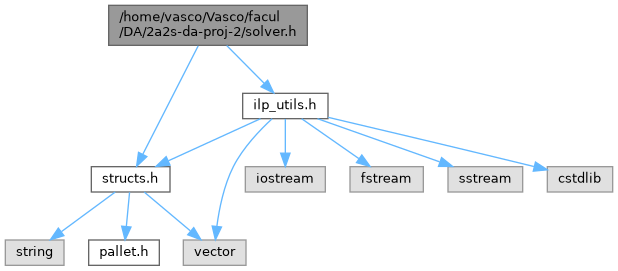 /home/vasco/Vasco/facul
/DA/2a2s-da-proj-2/solver.h
ilp_utils.h
structs.h
iostream
fstream
sstream
cstdlib
string
pallet.h
vector